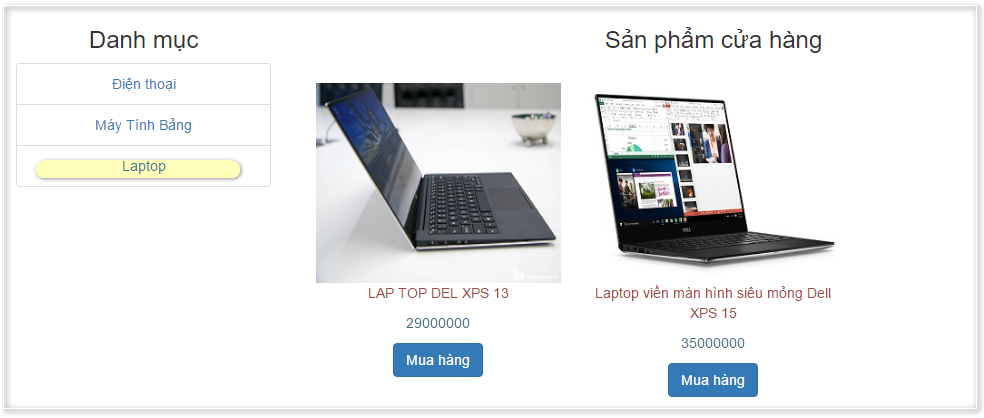 Danh mục
Sản phẩm cửa hàng
Điện thoại
Máy Tính Bảng
Laptop
LAP TOP DEL XPS 13
29000000
Mua hàng
DELL
Laptop viền màn hình siêu mỏng Dell
XPS 15
35000000
Mua hàng